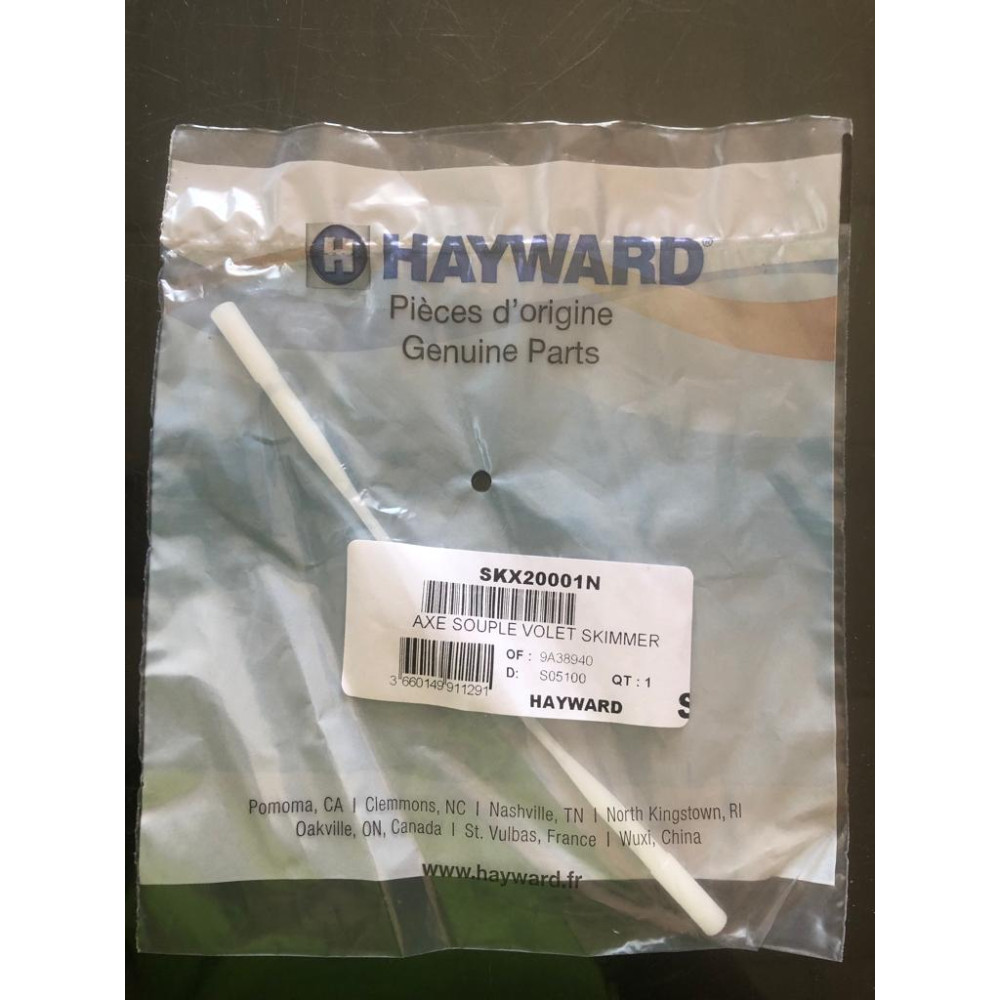 H HAYWARD®
Pièces d'origine
Genuine Parts
SKX20001N
AXE SOUPLE VOLET SKIMMER
OF : 9A38940
D: S05100 QT : 1
3 660149 911291
HAYWARD
S
Pomoma, CA I Clemmons, NC I Nashville, TN I North Kingstown, RI
Oakville, ON, Canada I St. Vulbas, France I Wuxi, China
www.hayward.fr